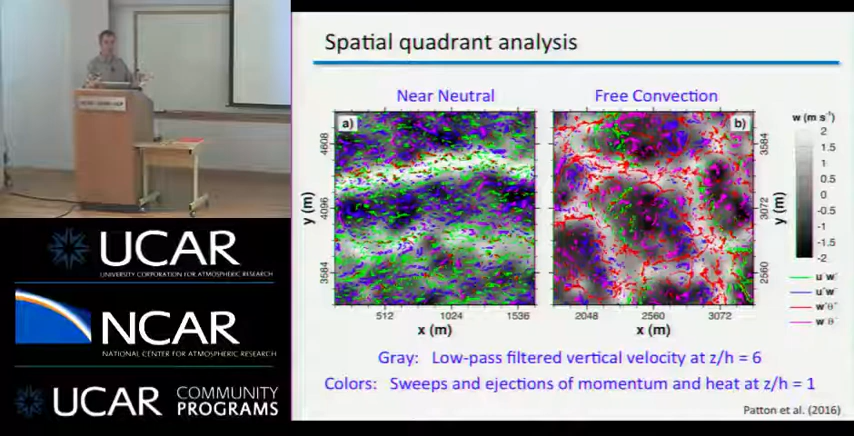 Spatial quadrant analysis
Near Neutral
Free Convection
a)
b)
w (m s⁻¹)
2
1.5
1
0.5
0
-0.5
-1
-1.5
-2
4608
4096
3584
y (m)
512
1024
1536
x (m)
3584
3072
2560
y (m)
2048
2560
3072
x (m)
Gray: Low-pass filtered vertical velocity at z/h = 6
Colors: Sweeps and ejections of momentum and heat at z/h = 1
Patton et al. (2016)
UCAR
UNIVERSITY CORPORATION FOR ATMOSPHERIC RESEARCH
NCAR
NATIONAL CENTER FOR ATMOSPHERIC RESEARCH
UCAR COMMUNITY
PROGRAMS